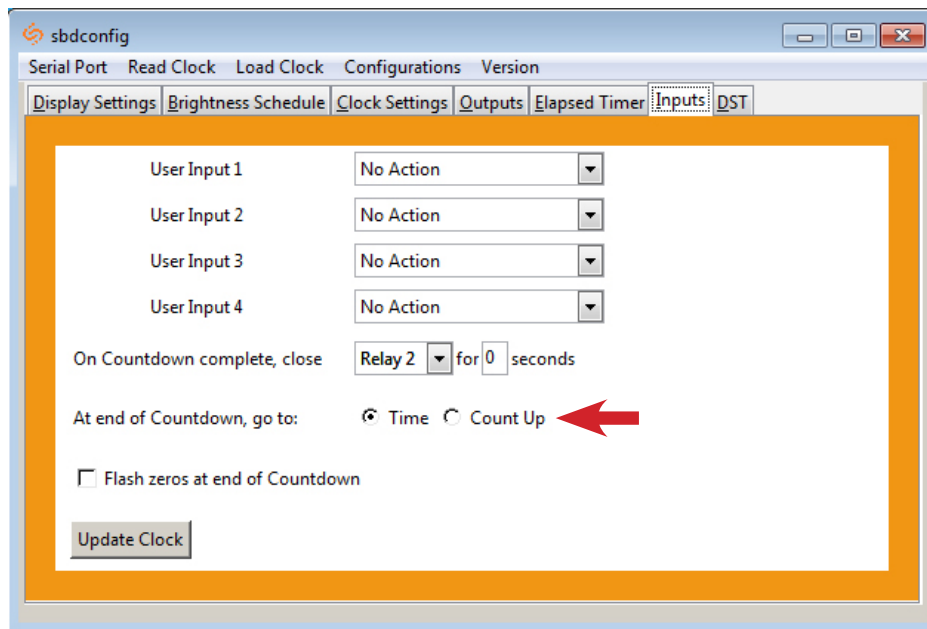 sbdconfig
Serial Port Read Clock Load Clock Configurations Version
Display Settings Brightness Schedule Clock Settings Outputs Elapsed Timer Inputs DST
User Input 1 No Action
User Input 2 No Action
User Input 3 No Action
User Input 4 No Action
On Countdown complete, close Relay 2 for 0 seconds
At end of Countdown, go to: Time Count Up
Flash zeros at end of Countdown
Update Clock